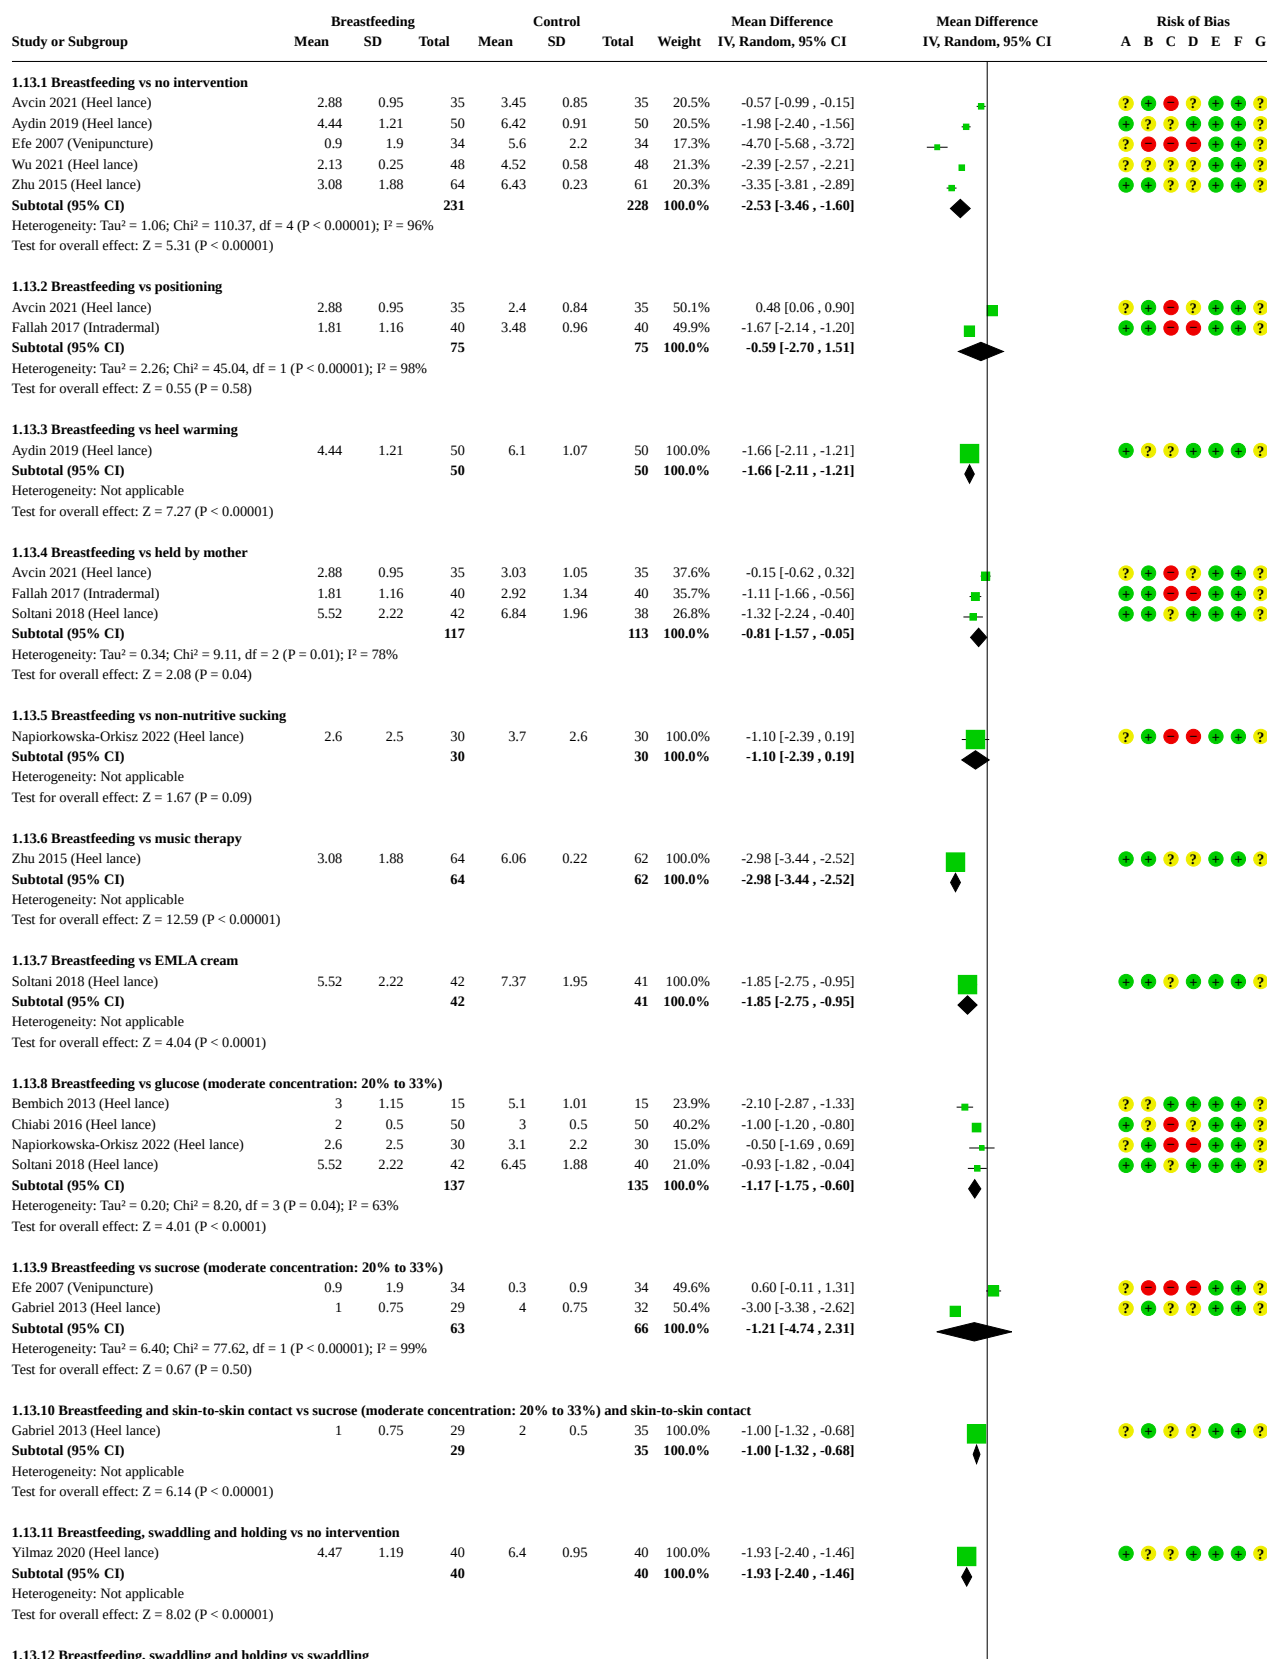 Breastfeeding Control Mean Difference Mean Difference Risk of Bias
Study or Subgroup Mean SD Total Mean SD Total Weight IV, Random, 95% CI IV, Random, 95% CI A B C D E F G
1.13.1 Breastfeeding vs no intervention
Avcin 2021 (Heel lance) 2.88 0.95 35 3.45 0.85 35 20.5% -0.57 [-0.99 , -0.15] ? + − ? + + ?
Aydin 2019 (Heel lance) 4.44 1.21 50 6.42 0.91 50 20.5% -1.98 [-2.40 , -1.56] + ? ? + + + ?
Efe 2007 (Venipuncture) 0.9 1.9 34 5.6 2.2 34 17.3% -4.70 [-5.68 , -3.72] ? − − − + + ?
Wu 2021 (Heel lance) 2.13 0.25 48 4.52 0.58 48 21.3% -2.39 [-2.57 , -2.21] ? ? ? ? + + ?
Zhu 2015 (Heel lance) 3.08 1.88 64 6.43 0.23 61 20.3% -3.35 [-3.81 , -2.89] + + ? ? + + ?
Subtotal (95% CI) 231 228 100.0% -2.53 [-3.46 , -1.60]
Heterogeneity: Tau² = 1.06; Chi² = 110.37, df = 4 (P < 0.00001); I² = 96%
Test for overall effect: Z = 5.31 (P < 0.00001)
1.13.2 Breastfeeding vs positioning
Avcin 2021 (Heel lance) 2.88 0.95 35 2.4 0.84 35 50.1% 0.48 [0.06 , 0.90] ? + − ? + + ?
Fallah 2017 (Intradermal) 1.81 1.16 40 3.48 0.96 40 49.9% -1.67 [-2.14 , -1.20] + + − − + + ?
Subtotal (95% CI) 75 75 100.0% -0.59 [-2.70 , 1.51]
Heterogeneity: Tau² = 2.26; Chi² = 45.04, df = 1 (P < 0.00001); I² = 98%
Test for overall effect: Z = 0.55 (P = 0.58)
1.13.3 Breastfeeding vs heel warming
Aydin 2019 (Heel lance) 4.44 1.21 50 6.1 1.07 50 100.0% -1.66 [-2.11 , -1.21] + ? ? + + + ?
Subtotal (95% CI) 50 50 100.0% -1.66 [-2.11 , -1.21]
Heterogeneity: Not applicable
Test for overall effect: Z = 7.27 (P < 0.00001)
1.13.4 Breastfeeding vs held by mother
Avcin 2021 (Heel lance) 2.88 0.95 35 3.03 1.05 35 37.6% -0.15 [-0.62 , 0.32] ? + − ? + + ?
Fallah 2017 (Intradermal) 1.81 1.16 40 2.92 1.34 40 35.7% -1.11 [-1.66 , -0.56] + + − − + + ?
Soltani 2018 (Heel lance) 5.52 2.22 42 6.84 1.96 38 26.8% -1.32 [-2.24 , -0.40] + + ? + + + ?
Subtotal (95% CI) 117 113 100.0% -0.81 [-1.57 , -0.05]
Heterogeneity: Tau² = 0.34; Chi² = 9.11, df = 2 (P = 0.01); I² = 78%
Test for overall effect: Z = 2.08 (P = 0.04)
1.13.5 Breastfeeding vs non-nutritive sucking
Napiorkowska-Orkisz 2022 (Heel lance) 2.6 2.5 30 3.7 2.6 30 100.0% -1.10 [-2.39 , 0.19] ? + − − + + ?
Subtotal (95% CI) 30 30 100.0% -1.10 [-2.39 , 0.19]
Heterogeneity: Not applicable
Test for overall effect: Z = 1.67 (P = 0.09)
1.13.6 Breastfeeding vs music therapy
Zhu 2015 (Heel lance) 3.08 1.88 64 6.06 0.22 62 100.0% -2.98 [-3.44 , -2.52] + + ? ? + + ?
Subtotal (95% CI) 64 62 100.0% -2.98 [-3.44 , -2.52]
Heterogeneity: Not applicable
Test for overall effect: Z = 12.59 (P < 0.00001)
1.13.7 Breastfeeding vs EMLA cream
Soltani 2018 (Heel lance) 5.52 2.22 42 7.37 1.95 41 100.0% -1.85 [-2.75 , -0.95] + + ? + + + ?
Subtotal (95% CI) 42 41 100.0% -1.85 [-2.75 , -0.95]
Heterogeneity: Not applicable
Test for overall effect: Z = 4.04 (P < 0.0001)
1.13.8 Breastfeeding vs glucose (moderate concentration: 20% to 33%)
Bembich 2013 (Heel lance) 3 1.15 15 5.1 1.01 15 23.9% -2.10 [-2.87 , -1.33] ? ? + + + + ?
Chiabi 2016 (Heel lance) 2 0.5 50 3 0.5 50 40.2% -1.00 [-1.20 , -0.80] + ? − ? + + ?
Napiorkowska-Orkisz 2022 (Heel lance) 2.6 2.5 30 3.1 2.2 30 15.0% -0.50 [-1.69 , 0.69] ? + − − + + ?
Soltani 2018 (Heel lance) 5.52 2.22 42 6.45 1.88 40 21.0% -0.93 [-1.82 , -0.04] + + ? + + + ?
Subtotal (95% CI) 137 135 100.0% -1.17 [-1.75 , -0.60]
Heterogeneity: Tau² = 0.20; Chi² = 8.20, df = 3 (P = 0.04); I² = 63%
Test for overall effect: Z = 4.01 (P < 0.0001)
1.13.9 Breastfeeding vs sucrose (moderate concentration: 20% to 33%)
Efe 2007 (Venipuncture) 0.9 1.9 34 0.3 0.9 34 49.6% 0.60 [-0.11 , 1.31] ? − − − + + ?
Gabriel 2013 (Heel lance) 1 0.75 29 4 0.75 32 50.4% -3.00 [-3.38 , -2.62] ? + ? ? + + ?
Subtotal (95% CI) 63 66 100.0% -1.21 [-4.74 , 2.31]
Heterogeneity: Tau² = 6.40; Chi² = 77.62, df = 1 (P < 0.00001); I² = 99%
Test for overall effect: Z = 0.67 (P = 0.50)
1.13.10 Breastfeeding and skin-to-skin contact vs sucrose (moderate concentration: 20% to 33%) and skin-to-skin contact
Gabriel 2013 (Heel lance) 1 0.75 29 2 0.5 35 100.0% -1.00 [-1.32 , -0.68] ? + ? ? + + ?
Subtotal (95% CI) 29 35 100.0% -1.00 [-1.32 , -0.68]
Heterogeneity: Not applicable
Test for overall effect: Z = 6.14 (P < 0.00001)
1.13.11 Breastfeeding, swaddling and holding vs no intervention
Yilmaz 2020 (Heel lance) 4.47 1.19 40 6.4 0.95 40 100.0% -1.93 [-2.40 , -1.46] + ? ? + + + ?
Subtotal (95% CI) 40 40 100.0% -1.93 [-2.40 , -1.46]
Heterogeneity: Not applicable
Test for overall effect: Z = 8.02 (P < 0.00001)
1.13.12 Breastfeeding, swaddling and holding vs swaddling